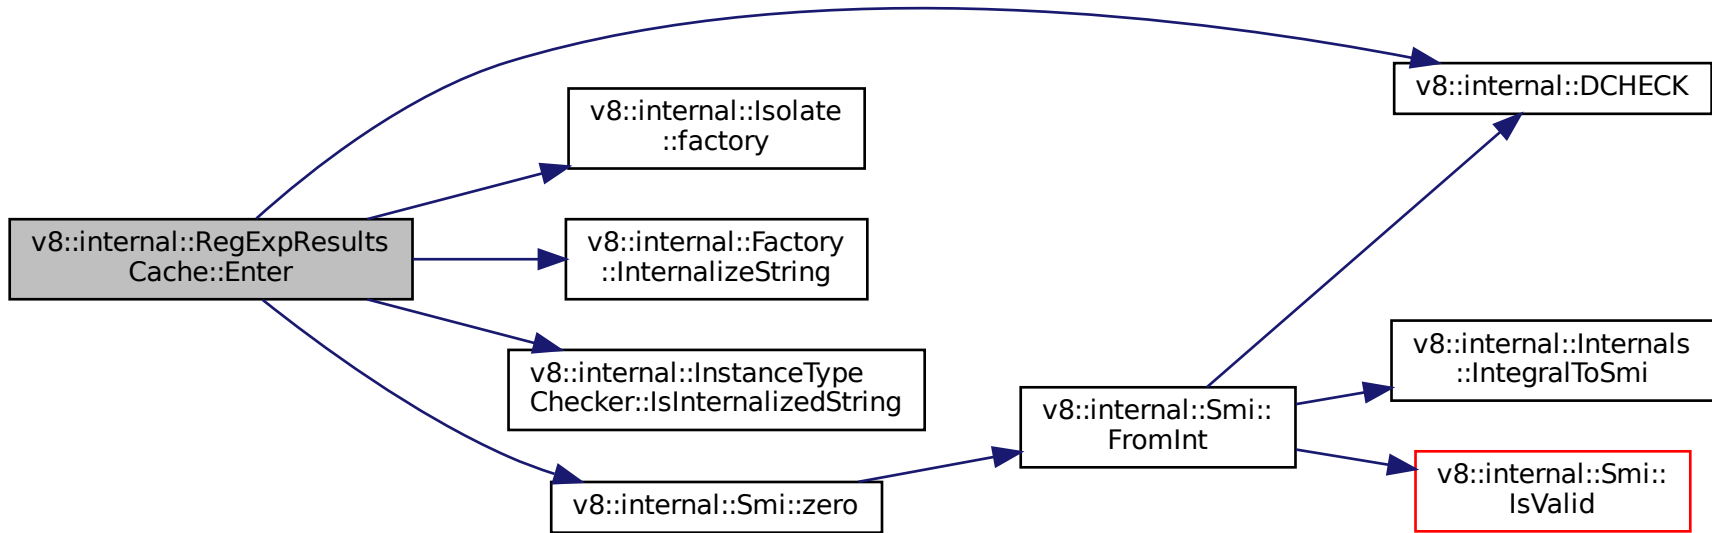 v8::internal::RegExpResults
Cache::Enter
v8::internal::Isolate
::factory
v8::internal::Factory
::InternalizeString
v8::internal::InstanceType
Checker::IsInternalizedString
v8::internal::Smi::zero
v8::internal::Smi::
FromInt
v8::internal::DCHECK
v8::internal::Internals
::IntegralToSmi
v8::internal::Smi::
IsValid